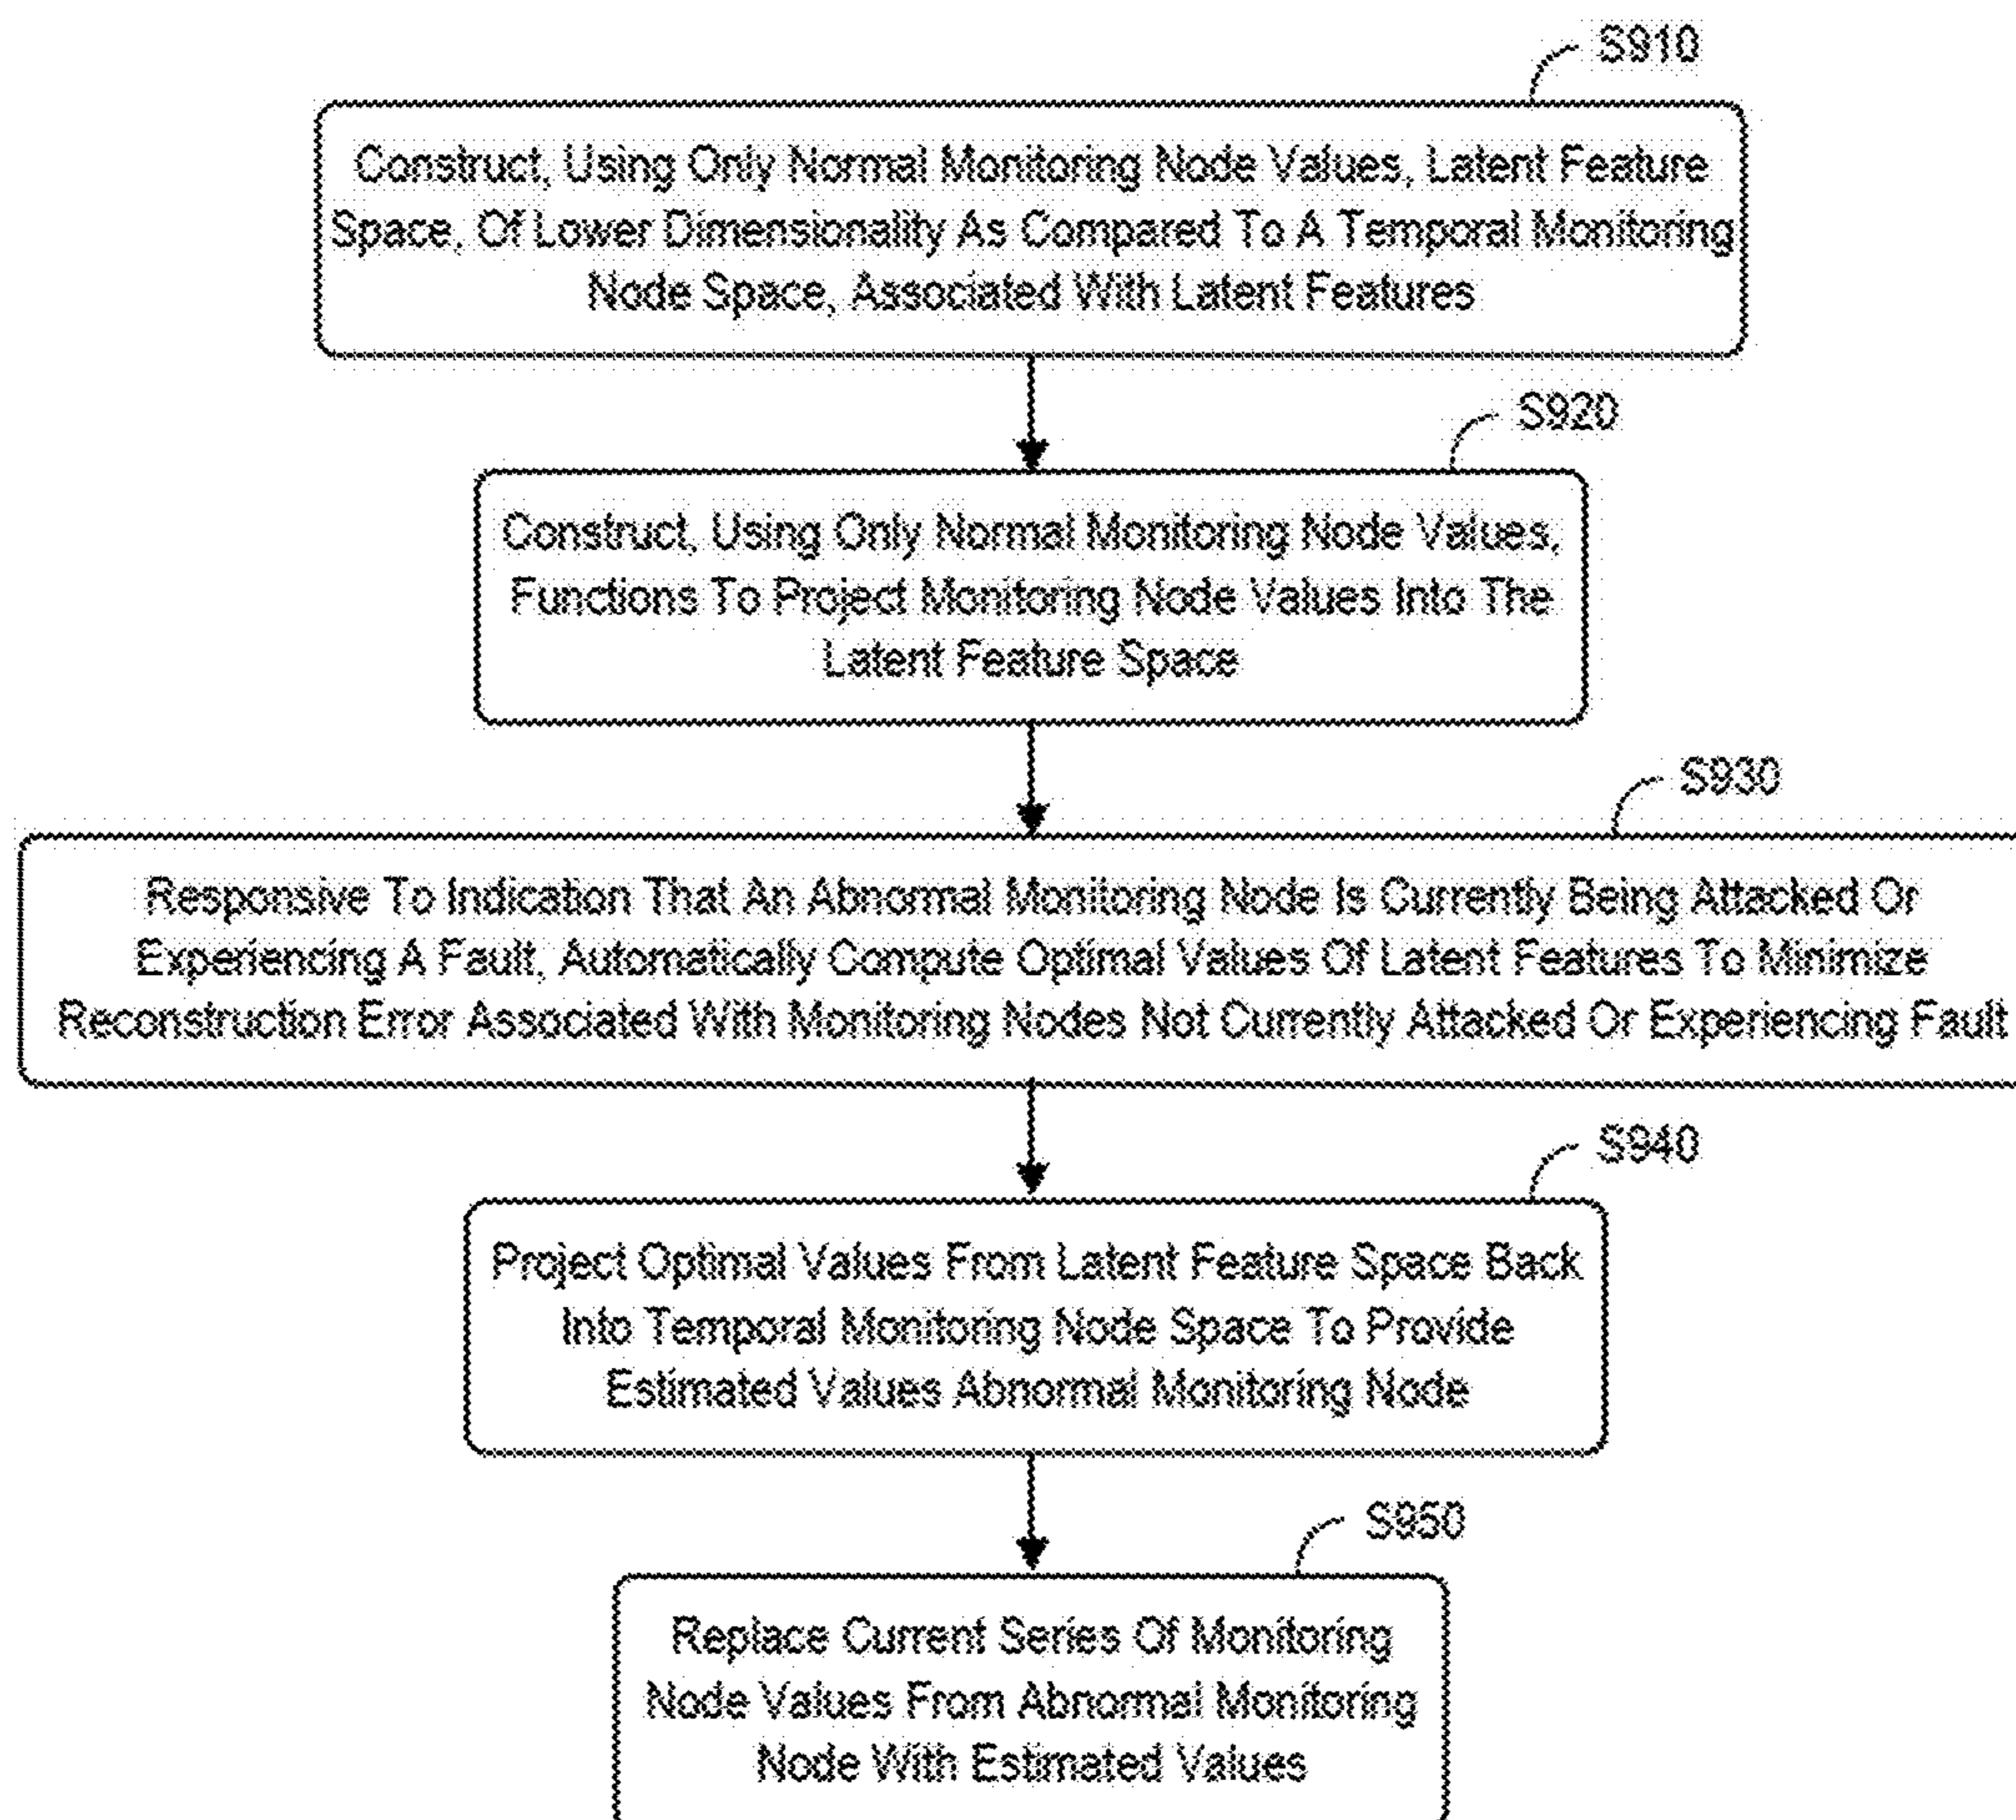 S910
Construct, Using Only Normal Monitoring Node Values, Latent Feature
Space, Of Lower Dimensionality As Compared To A Temporal Monitoring
Node Space, Associated With Latent Features
S920
Construct, Using Only Normal Monitoring Node Values,
Functions To Project Monitoring Node Values Into The
Latent Feature Space
S930
Responsive To Indication That An Abnormal Monitoring Node Is Currently Being Attacked Or
Experiencing A Fault, Automatically Compute Optimal Values Of Latent Features To Minimize
Reconstruction Error Associated With Monitoring Nodes Not Currently Attacked Or Experiencing Fault
S940
Project Optimal Values From Latent Feature Space Back
Into Temporal Monitoring Node Space To Provide
Estimated Values Abnormal Monitoring Node
S950
Replace Current Series Of Monitoring
Node Values From Abnormal Monitoring
Node With Estimated Values